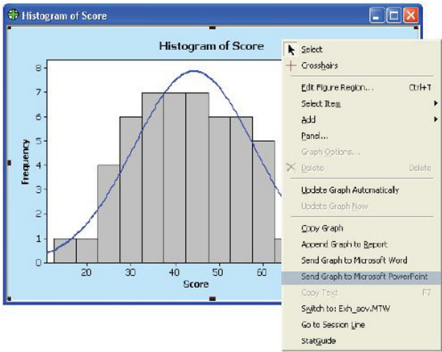 Histogram of Score
Histogram of Score
8
7
6
5
4
3
2
1
0
Frequency
20
30
40
50
60
Score
Select
Crosshairs
Edit Figure Region... Ctrl+T
Select Item
Add
Panel...
Graph Options...
Delete Delete
Update Graph Automatically
Update Graph Now
Copy Graph
Append Graph to Report
Send Graph to Microsoft Word
Send Graph to Microsoft PowerPoint
Copy Text F7
Switch to: Exh_aov.MTW
Go to Session Line
StatGuide